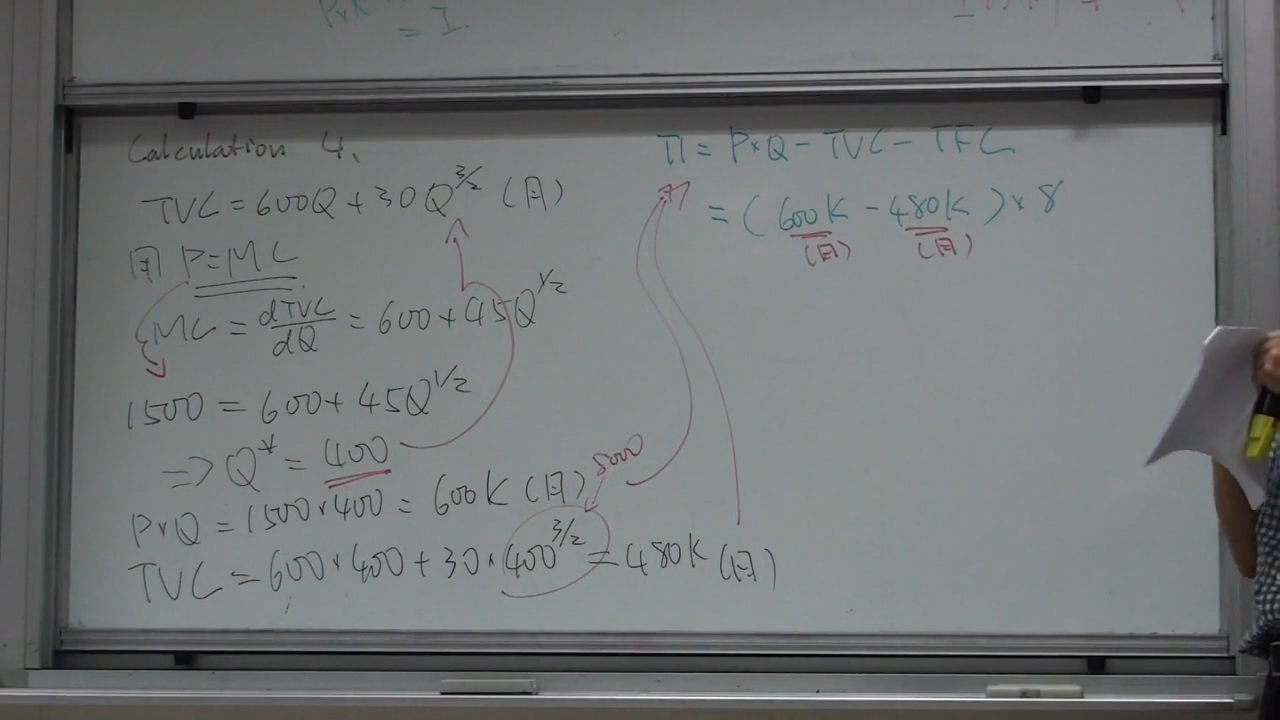 = I
Calculation 4.
TVC = 600Q + 30Q^3/2 (月)
用 P=MC
MC = dTVC/dQ = 600 + 45Q^1/2
1500 = 600 + 45Q^1/2
=> Q* = 400
P×Q = 1500×400 = 600K (月)
8000
TVC = 600×400 + 30×400^3/2 = 480K (月)
π = P×Q - TVC - TFC
= (600K - 480K) × 8
(月) (月)